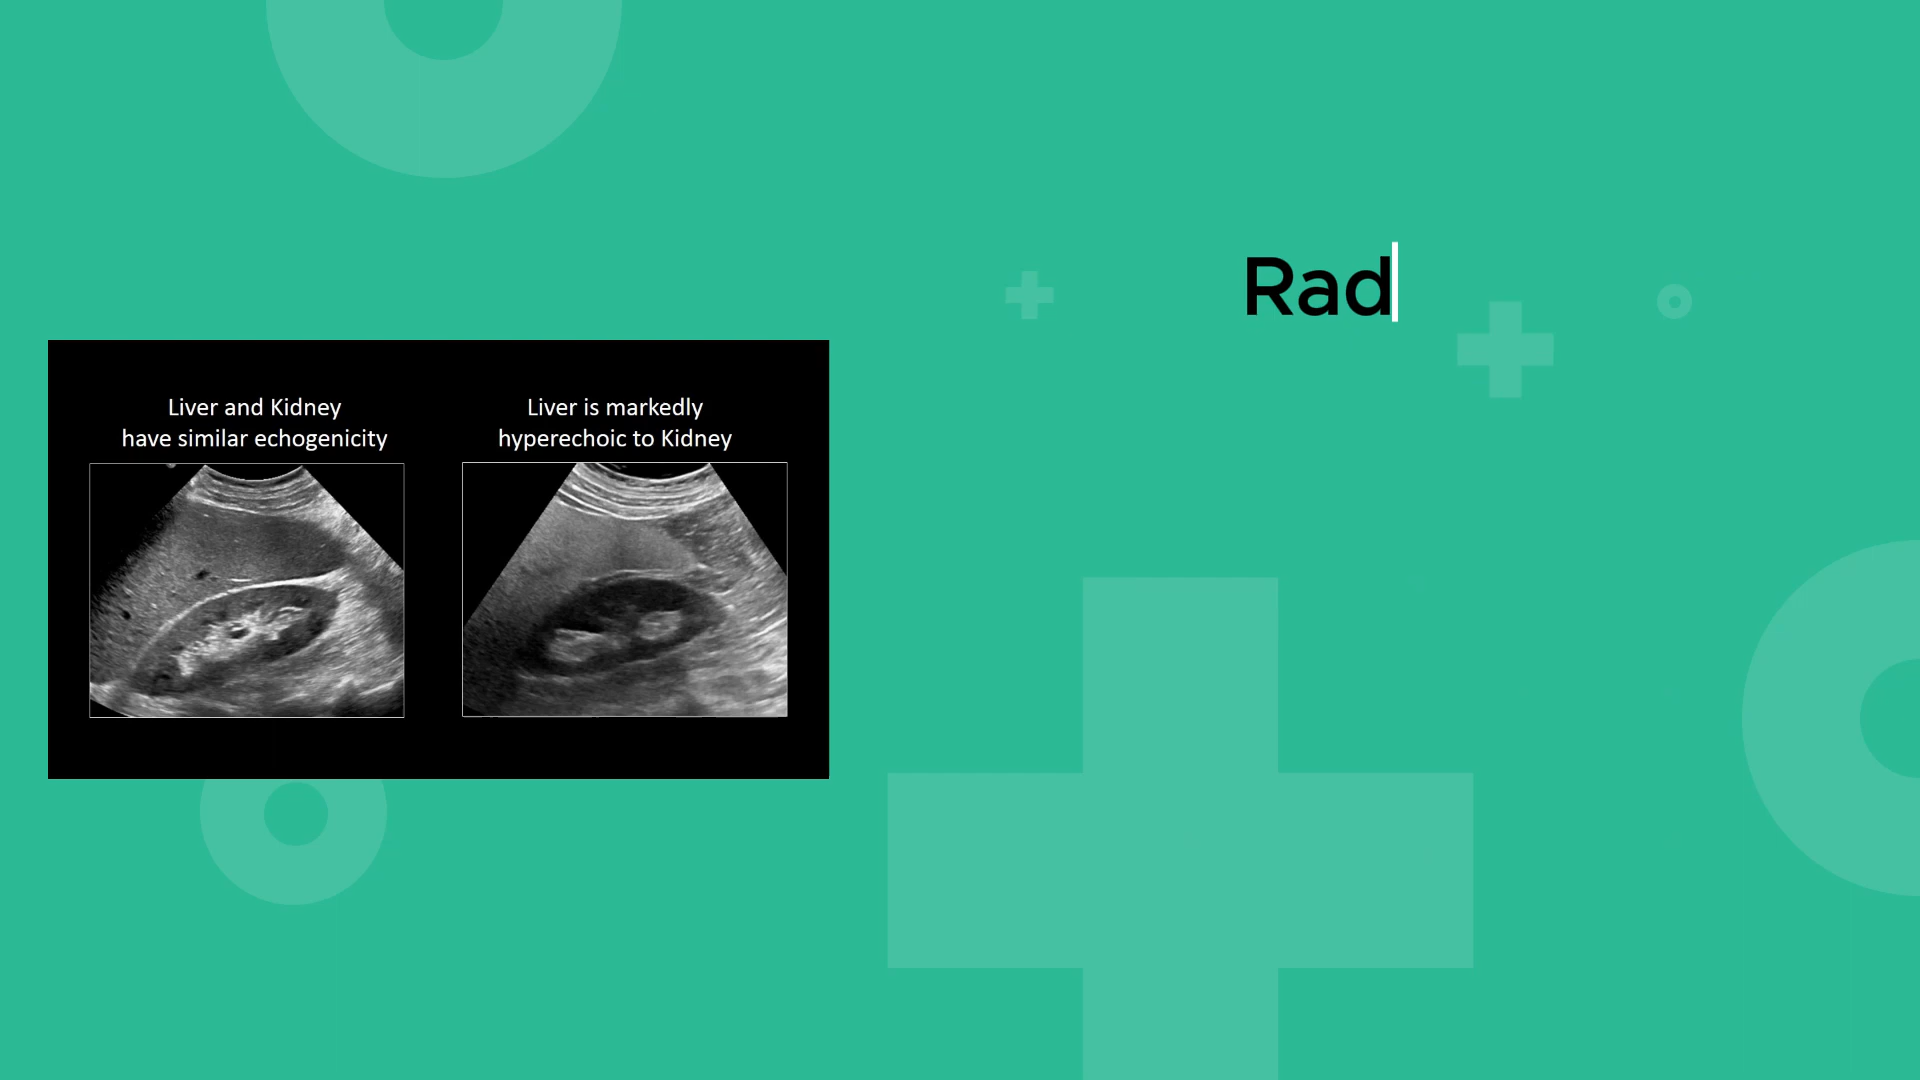 Rad
Liver and Kidney
have similar echogenicity
Liver is markedly
hyperechoic to Kidney